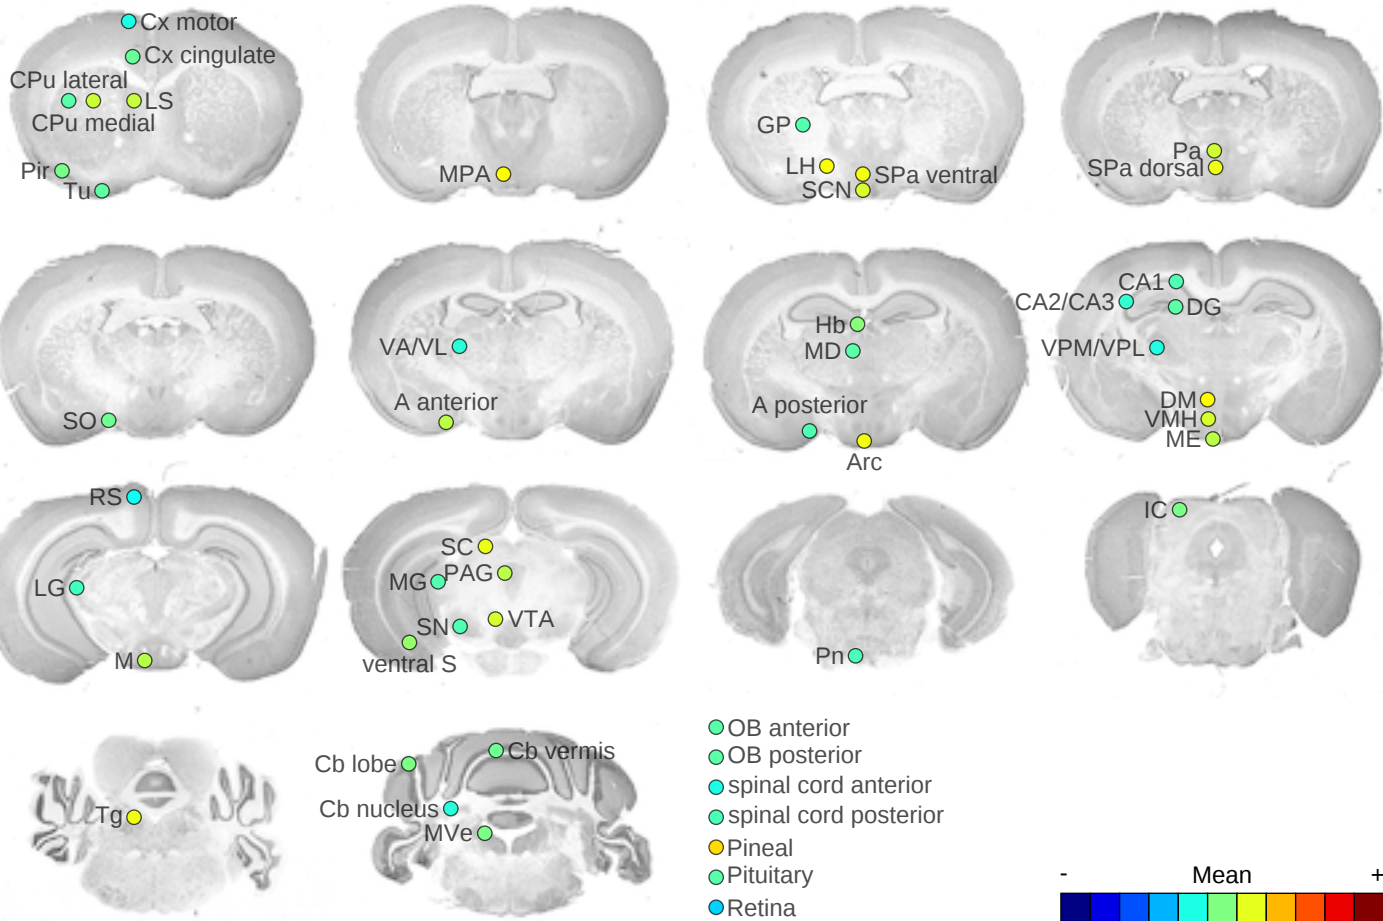 Cx motor
Cx cingulate
CPu lateral
LS
CPu medial
Pir
Tu
MPA
GP
LH
SPa ventral
SCN
Pa
SPa dorsal
SO
VA/VL
A anterior
Hb
MD
A posterior
Arc
CA1
CA2/CA3
DG
VPM/VPL
DM
VMH
ME
RS
LG
M
SC
PAG
MG
VTA
SN
ventral S
Pn
IC
Tg
Cb vermis
Cb lobe
Cb nucleus
MVe
OB anterior
OB posterior
spinal cord anterior
spinal cord posterior
Pineal
Pituitary
Retina
- Mean +